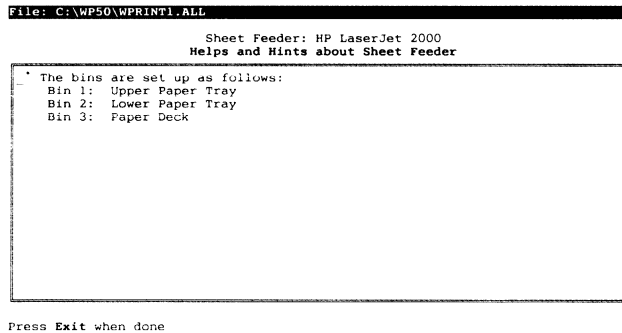 File: C:\WP50\WPRINT1.ALL
Sheet Feeder: HP LaserJet 2000
Helps and Hints about Sheet Feeder
* The bins are set up as follows:
Bin 1: Upper Paper Tray
Bin 2: Lower Paper Tray
Bin 3: Paper Deck
Press Exit when done